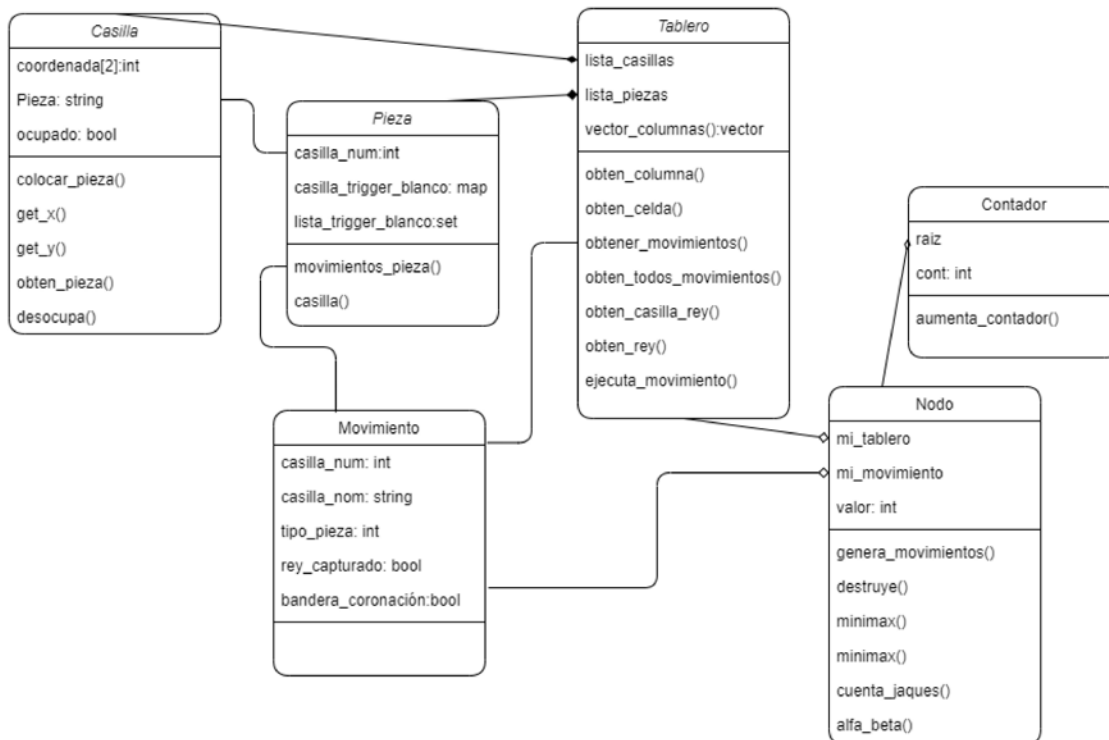 Casilla
coordenada[2]:int
Pieza: string
ocupado: bool
colocar_pieza()
get_x()
get_y()
obten_pieza()
desocupa()
Pieza
casilla_num:int
casilla_trigger_blanco: map
lista_trigger_blanco:set
movimientos_pieza()
casilla()
Tablero
lista_casillas
lista_piezas
vector_columnas():vector
obten_columna()
obten_celda()
obtener_movimientos()
obten_todos_movimientos()
obten_casilla_rey()
obten_rey()
ejecuta_movimiento()
Contador
raiz
cont: int
aumenta_contador()
Movimiento
casilla_num: int
casilla_nom: string
tipo_pieza: int
rey_capturado: bool
bandera_coronación:bool
Nodo
mi_tablero
mi_movimiento
valor: int
genera_movimientos()
destruye()
minimax()
minimax()
cuenta_jaques()
alfa_beta()